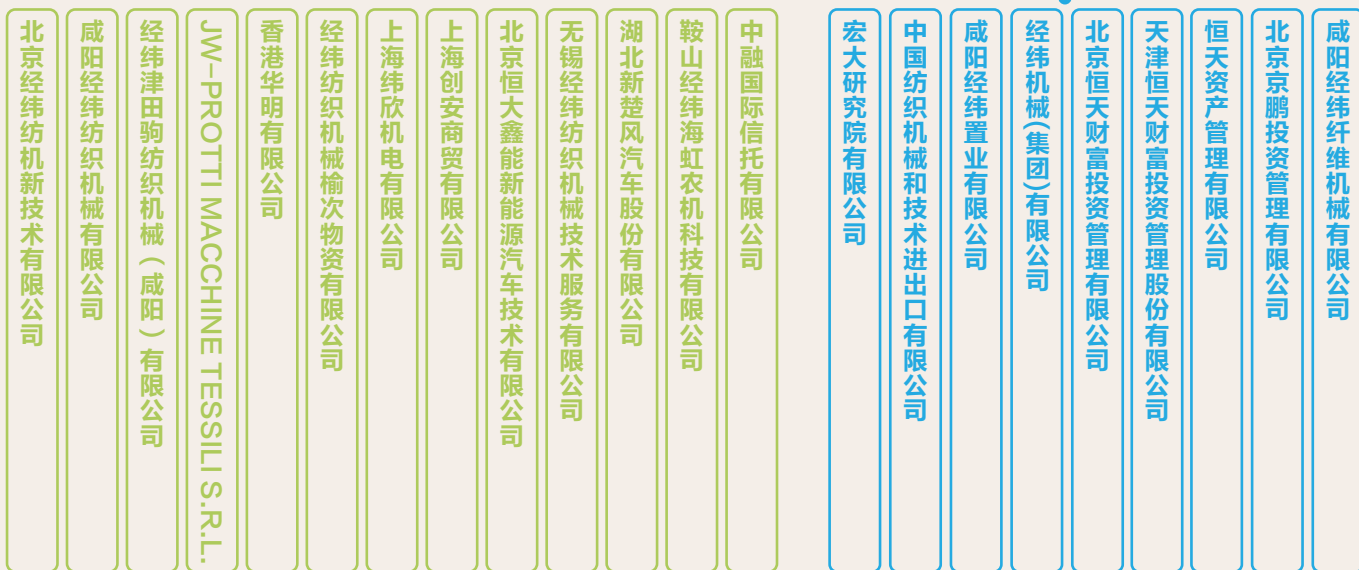 北京经纬纺机新技术有限公司
咸阳经纬纺织机械有限公司
经纬津田驹纺织机械（咸阳）有限公司
JW-PROTTI MACCHINE TESSILI S.R.L.
香港华明有限公司
经纬纺织机械榆次物资有限公司
上海纬欣机电有限公司
上海创安商贸有限公司
北京恒大鑫能新能源汽车技术有限公司
无锡经纬纺织机械技术服务有限公司
湖北新楚风汽车股份有限公司
鞍山经纬海虹农机科技有限公司
中融国际信托有限公司
宏大研究院有限公司
中国纺织机械和技术进出口有限公司
咸阳经纬置业有限公司
经纬机械(集团)有限公司
北京恒天财富投资管理有限公司
天津恒天财富投资管理股份有限公司
恒天资产管理有限公司
北京京鹏投资管理有限公司
咸阳经纬纤维机械有限公司